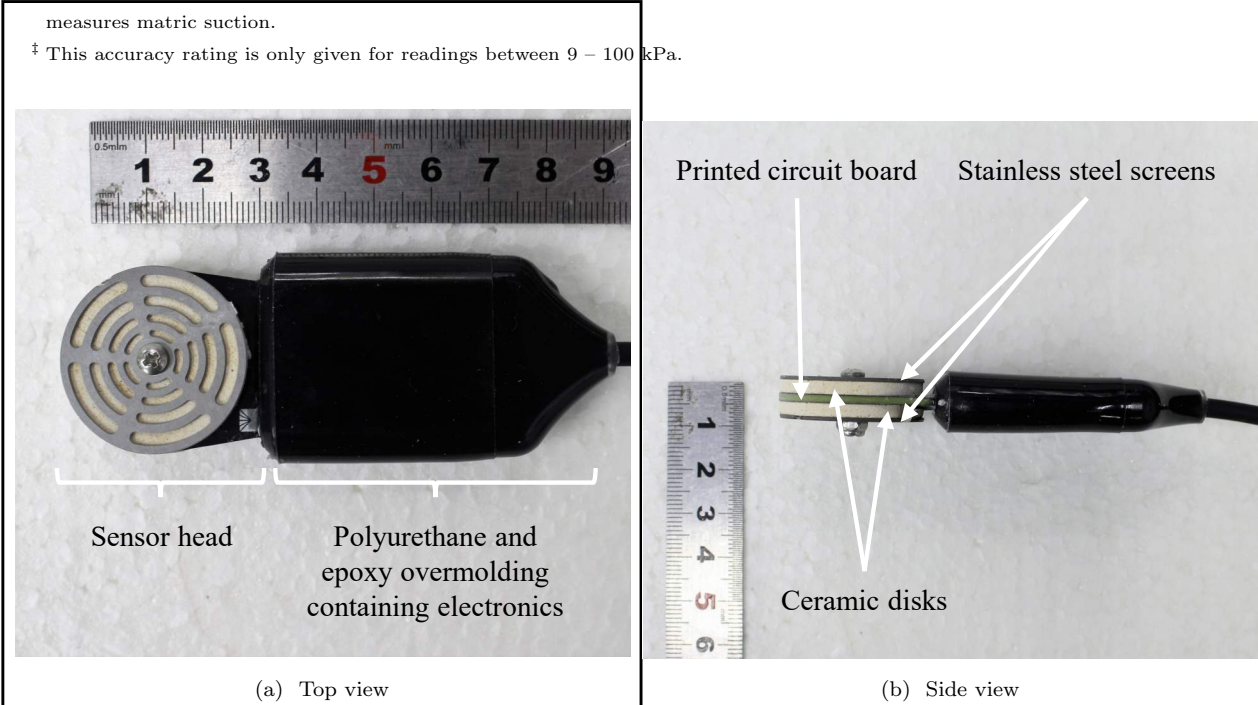 measures matric suction.
‡ This accuracy rating is only given for readings between 9 – 100 kPa.
0.5mm mm
1 2 3 4 5 6 7 8 9
Printed circuit board
Stainless steel screens
Sensor head
Polyurethane and
epoxy overmolding
containing electronics
1
2
3
4
5
6
Ceramic disks
(a) Top view
(b) Side view